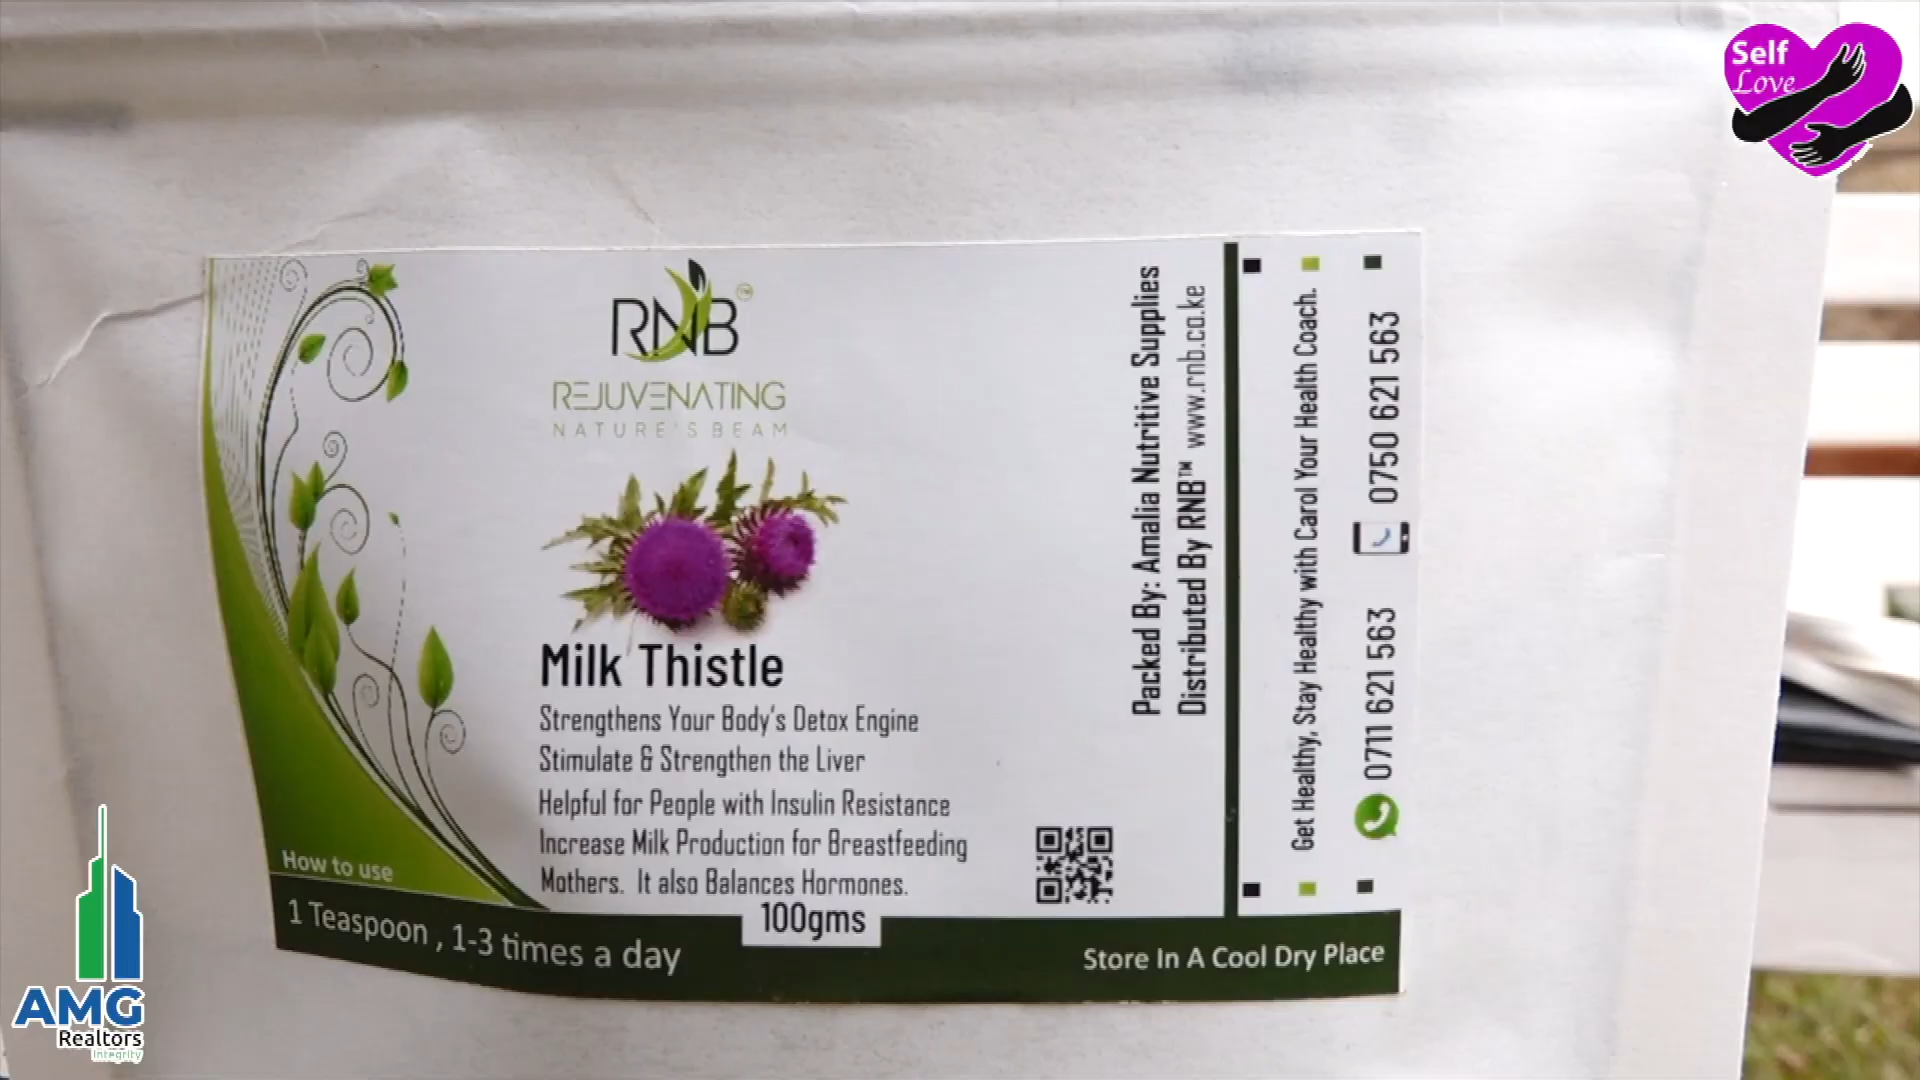 Self
Love
RNB™
REJUVENATING
NATURE'S BEAM
Milk Thistle
Strengthens Your Body's Detox Engine
Stimulate & Strengthen the Liver
Helpful for People with Insulin Resistance
Increase Milk Production for Breastfeeding
Mothers. It also Balances Hormones.
100gms
How to use
1 Teaspoon , 1-3 times a day
Store In A Cool Dry Place
Packed By: Amalia Nutritive Supplies
Distributed By RNB™ www.rnb.co.ke
Get Healthy, Stay Healthy with Carol Your Health Coach.
0711 621 563 0750 621 563
AMG
Realtors
Integrity